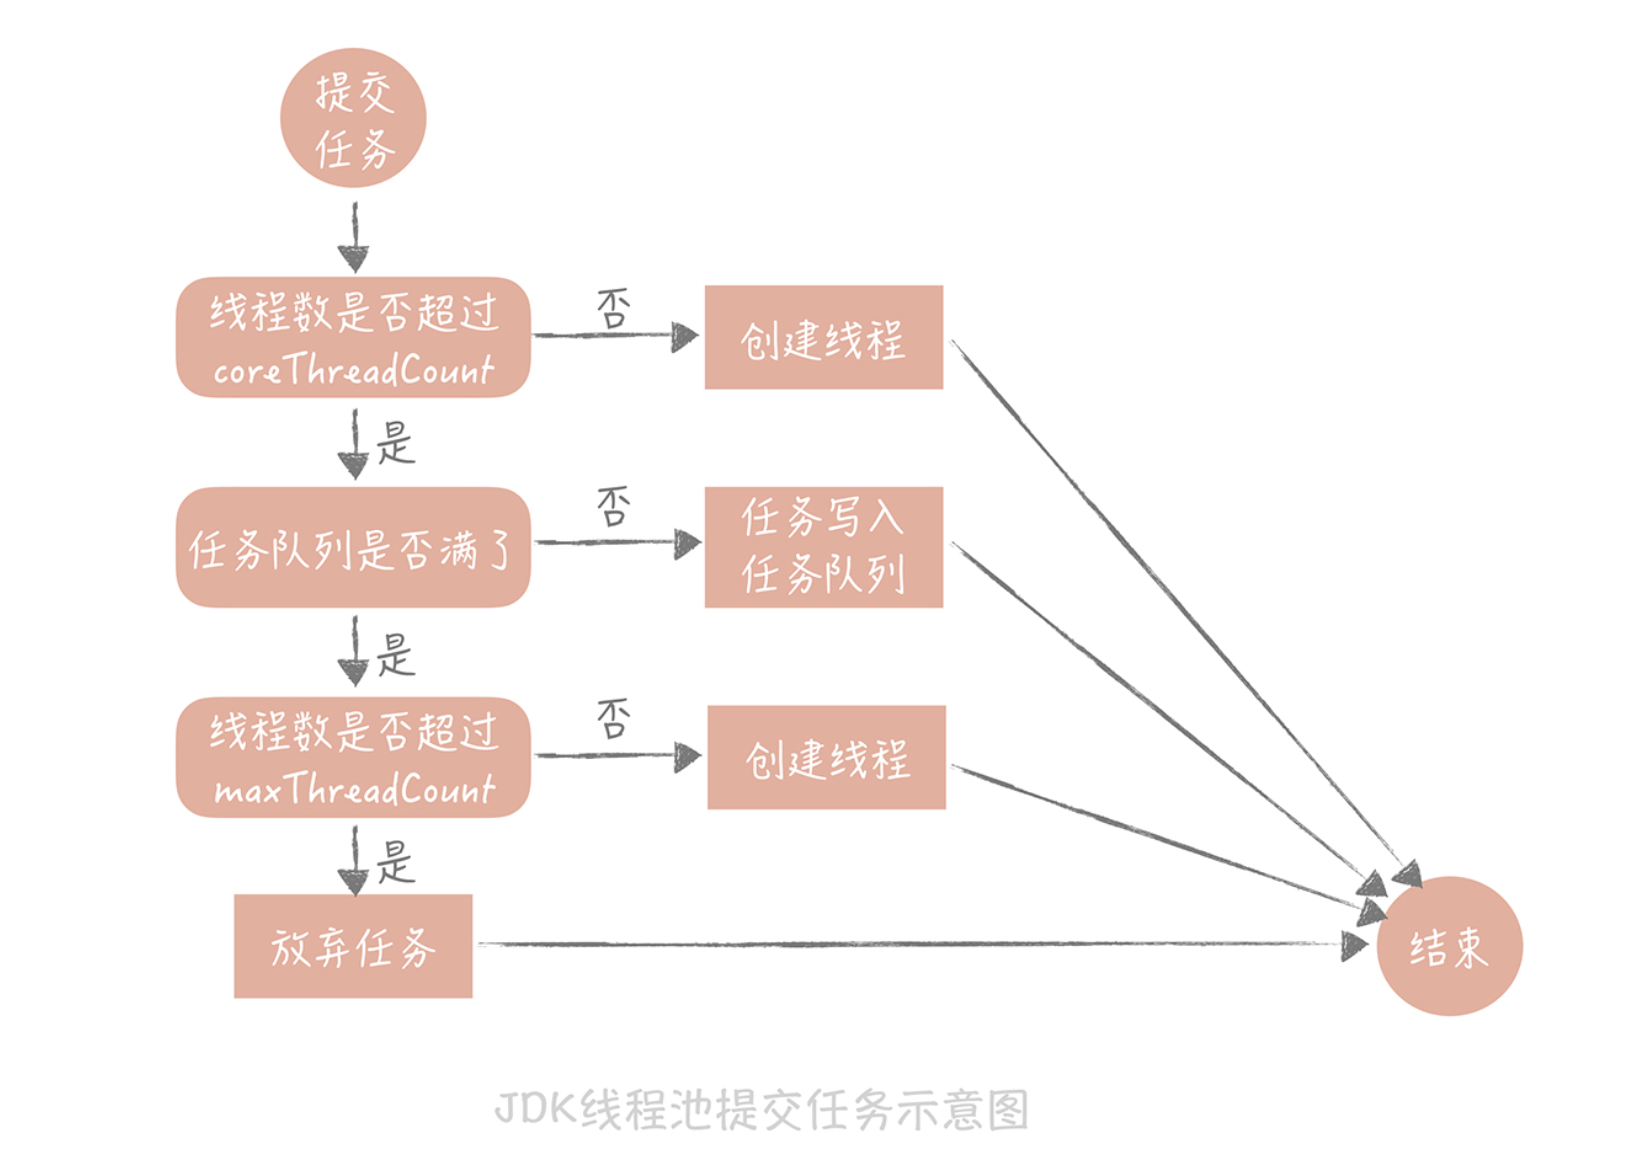 提交
任务
线程数是否超过
coreThreadCount
否
创建线程
是
任务队列是否满了
否
任务写入
任务队列
是
线程数是否超过
maxThreadCount
否
创建线程
是
放弃任务
结束
JDK线程池提交任务示意图